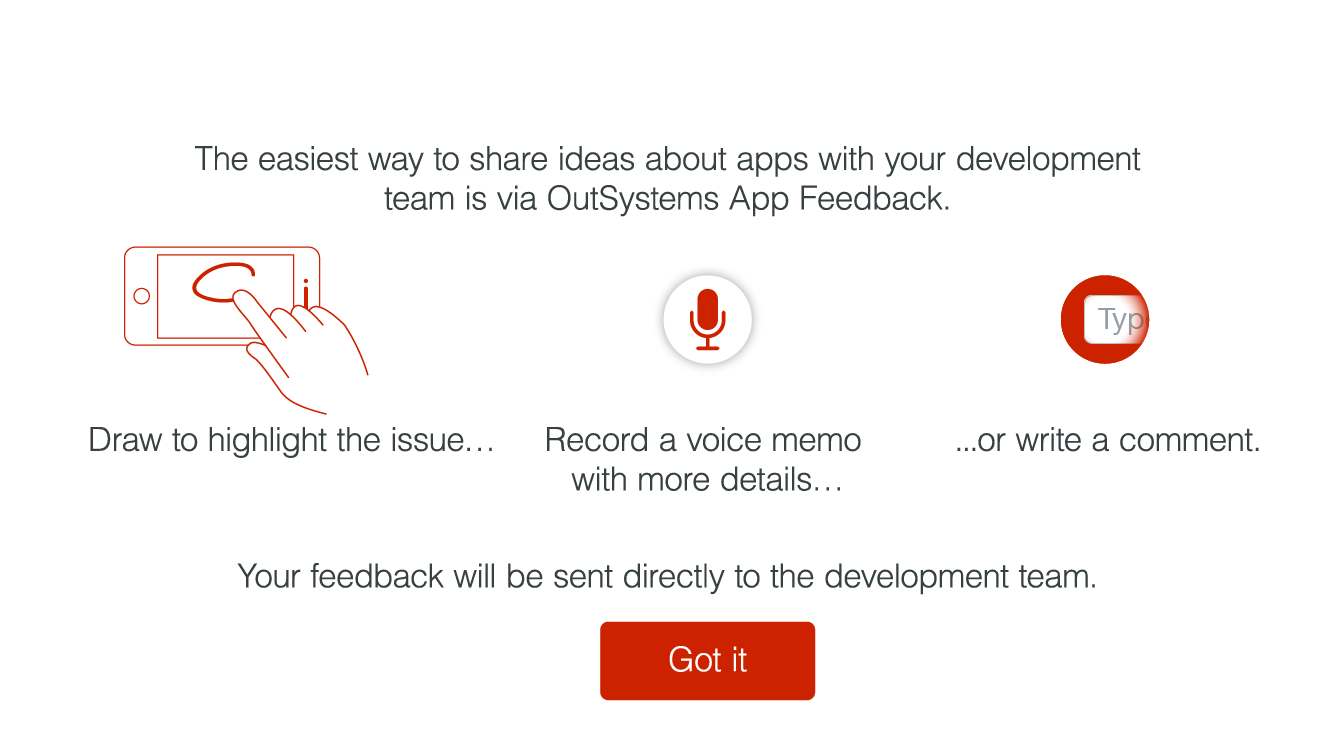 The easiest way to share ideas about apps with your development
team is via OutSystems App Feedback.
Draw to highlight the issue…
Record a voice memo
with more details…
Typ
...or write a comment.
Your feedback will be sent directly to the development team.
Got it